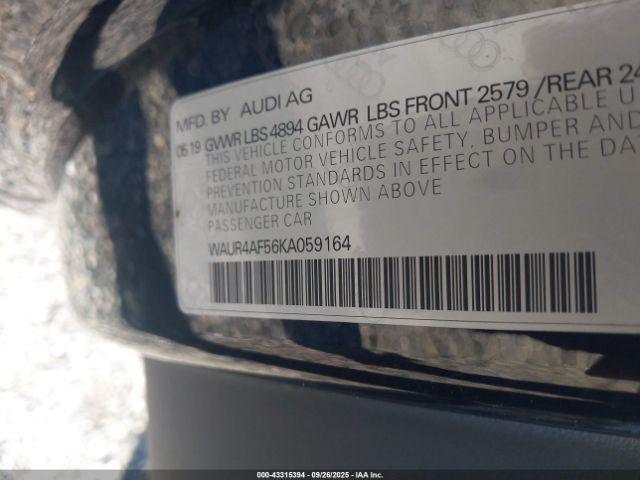 MFD. BY AUDI AG
05 19 GVWR LBS 4894 GAWR LBS FRONT 2579 /REAR 24
THIS VEHICLE CONFORMS TO ALL APPLICABLE U
FEDERAL MOTOR VEHICLE SAFETY, BUMPER AND
PREVENTION STANDARDS IN EFFECT ON THE DA
MANUFACTURE SHOWN ABOVE
PASSENGER CAR
WAUR4AF56KA059164
000-43315394 - 09/26/2025 - IAA Inc.